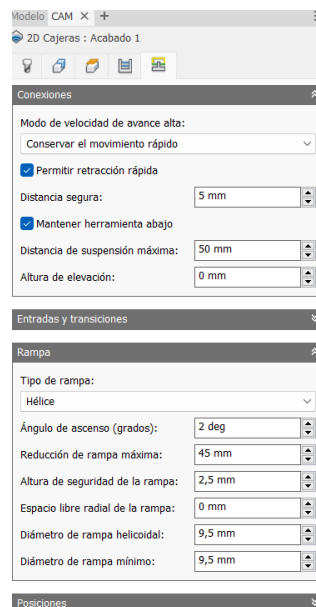 Modelo CAM × +
2D Cajeras : Acabado 1
Conexiones
Modo de velocidad de avance alta:
Conservar el movimiento rápido
Permitir retracción rápida
Distancia segura: 5 mm
Mantener herramienta abajo
Distancia de suspensión máxima: 50 mm
Altura de elevación: 0 mm
Entradas y transiciones
Rampa
Tipo de rampa:
Hélice
Ángulo de ascenso (grados): 2 deg
Reducción de rampa máxima: 45 mm
Altura de seguridad de la rampa: 2,5 mm
Espacio libre radial de la rampa: 0 mm
Diámetro de rampa helicoidal: 9,5 mm
Diámetro de rampa mínimo: 9,5 mm
Posiciones